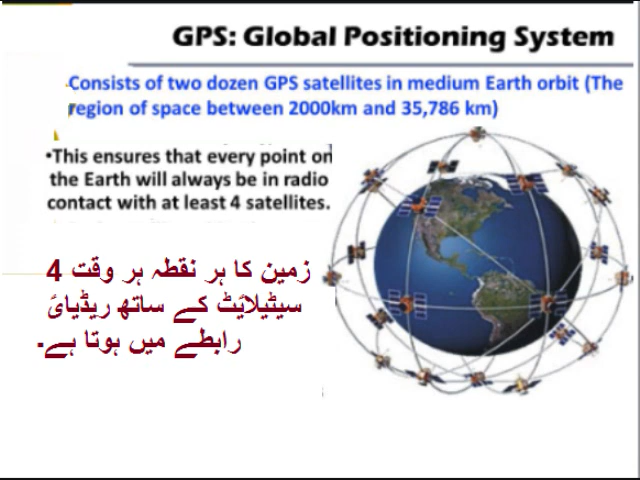 GPS: Global Positioning System
Consists of two dozen GPS satellites in medium Earth orbit (The
region of space between 2000km and 35,786 km)
•This ensures that every point on
the Earth will always be in radio
contact with at least 4 satellites.
زمین کا ہر نقطہ ہر وقت 4
سیٹیلائیٹ کے ساتھ ریڈیائ
رابطے میں ہوتا ہے۔